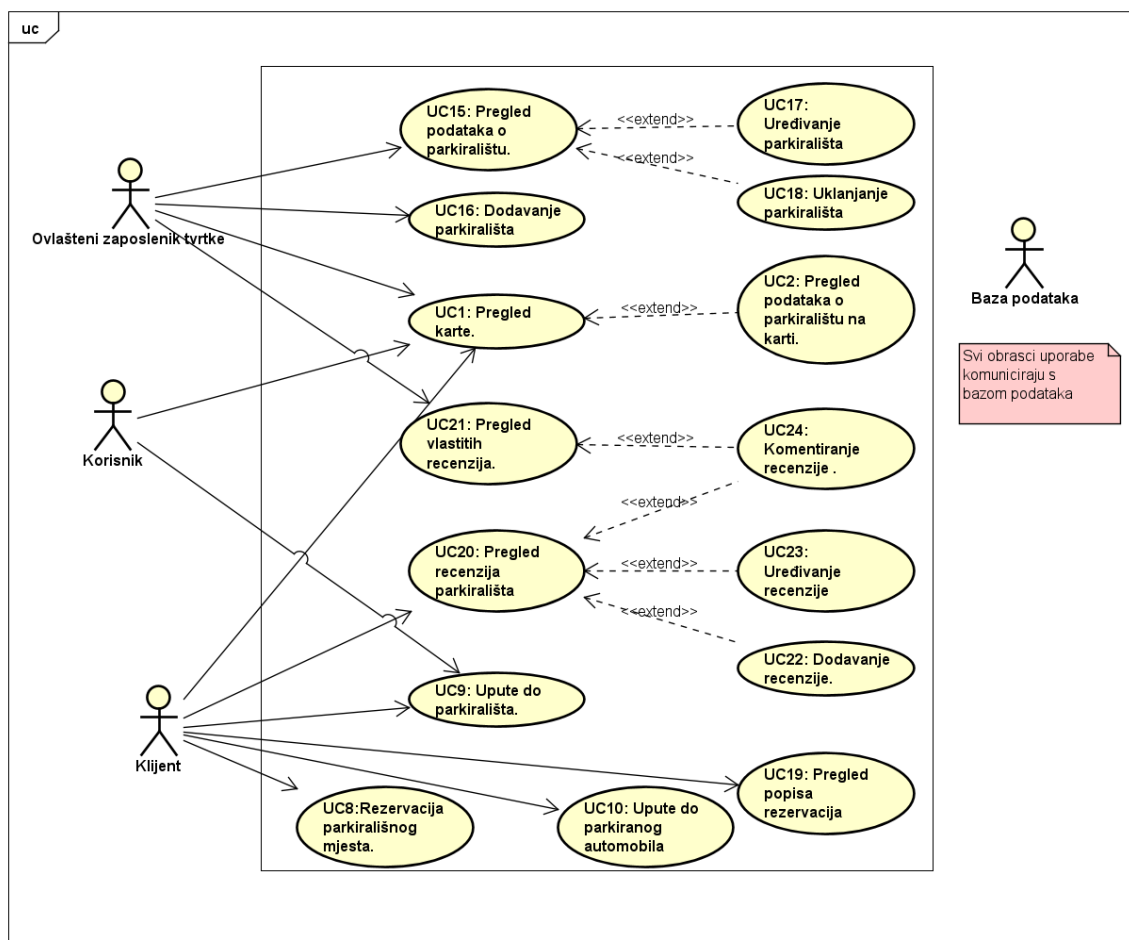 uc
UC15: Pregled
podataka o
parkiralištu.
<<extend>>
UC17:
Uređivanje
parkirališta
<<extend>>
UC18: Uklanjanje
parkirališta
UC16: Dodavanje
parkirališta
Ovlašteni zaposlenik tvrtke
UC1: Pregled
karte.
<<extend>>
UC2: Pregled
podataka o
parkiralištu na
karti.
Baza podataka
Svi obrasci uporabe
komuniciraju s
bazom podataka
Korisnik
UC21: Pregled
vlastitih
recenzija.
<<extend>>
UC24:
Komentiranje
recenzije .
<<extend>>
UC20: Pregled
recenzija
parkirališta
<<extend>>
UC23:
Uređivanje
recenzije
<<extend>>
UC22: Dodavanje
recenzije.
UC9: Upute do
parkirališta.
Klijent
UC19: Pregled
popisa
rezervacija
UC8:Rezervacija
parkirališnog
mjesta.
UC10: Upute do
parkiranog
automobila